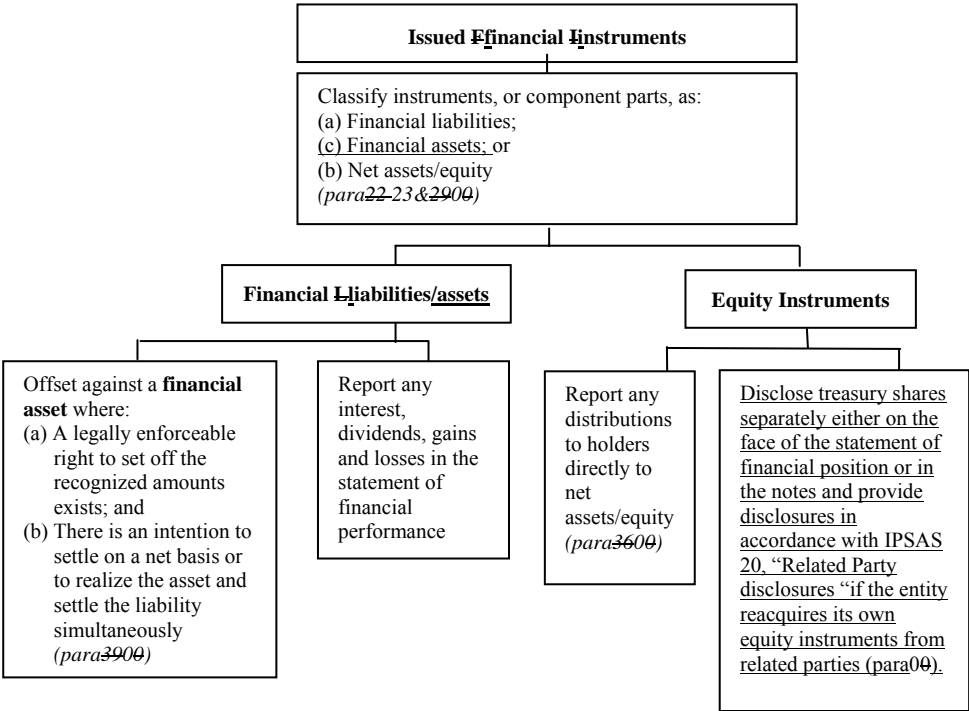 Issued Ffinancial Iinstruments
Classify instruments, or component parts, as:
(a) Financial liabilities;
(c) Financial assets; or
(b) Net assets/equity
(para22-23&2900)
Financial Lliabilities/assets
Equity Instruments
Offset against a financial
asset where:
(a) A legally enforceable
right to set off the
recognized amounts
exists; and
(b) There is an intention to
settle on a net basis or
to realize the asset and
settle the liability
simultaneously
(para3900)
Report any
interest,
dividends, gains
and losses in the
statement of
financial
performance
Report any
distributions
to holders
directly to
net
assets/equity
(para3600)
Disclose treasury shares
separately either on the
face of the statement of
financial position or in
the notes and provide
disclosures in
accordance with IPSAS
20, “Related Party
disclosures “if the entity
reacquires its own
equity instruments from
related parties (para00).